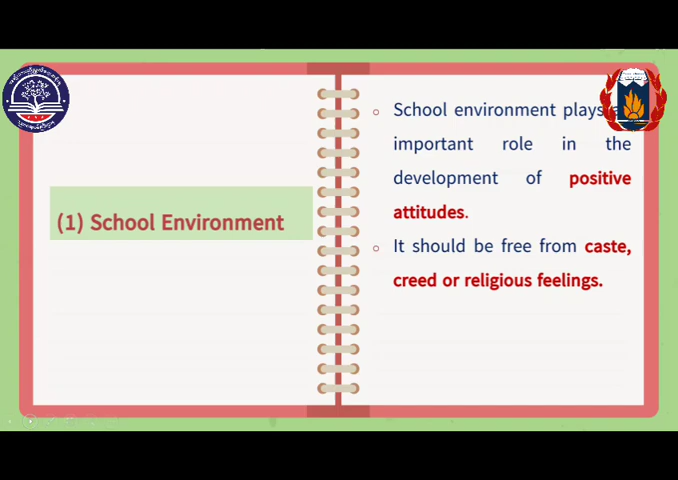 (1) School Environment
School environment plays
important role in the
development of positive
attitudes.
It should be free from caste,
creed or religious feelings.